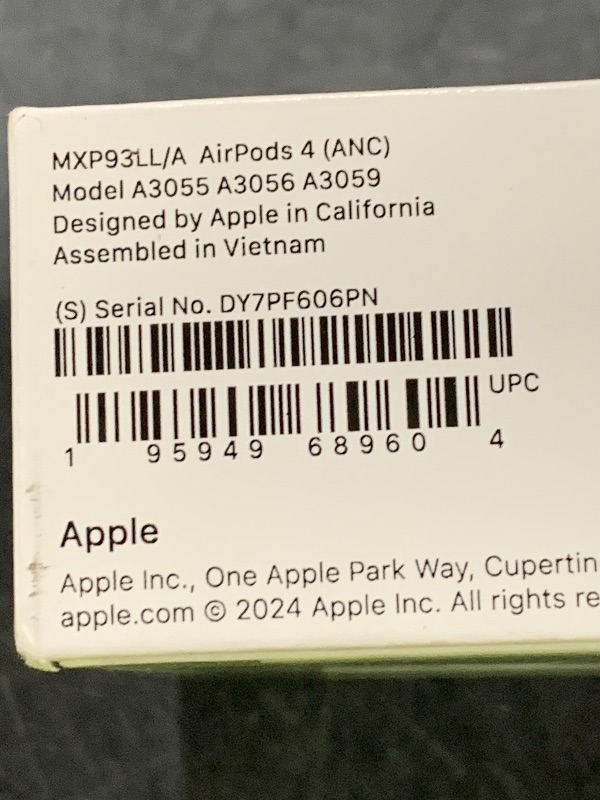 MXP93LL/A AirPods 4 (ANC)
Model A3055 A3056 A3059
Designed by Apple in California
Assembled in Vietnam
(S) Serial No. DY7PF606PN
UPC
1 95949 68960 4
Apple
Apple Inc., One Apple Park Way, Cupertin
apple.com © 2024 Apple Inc. All rights re